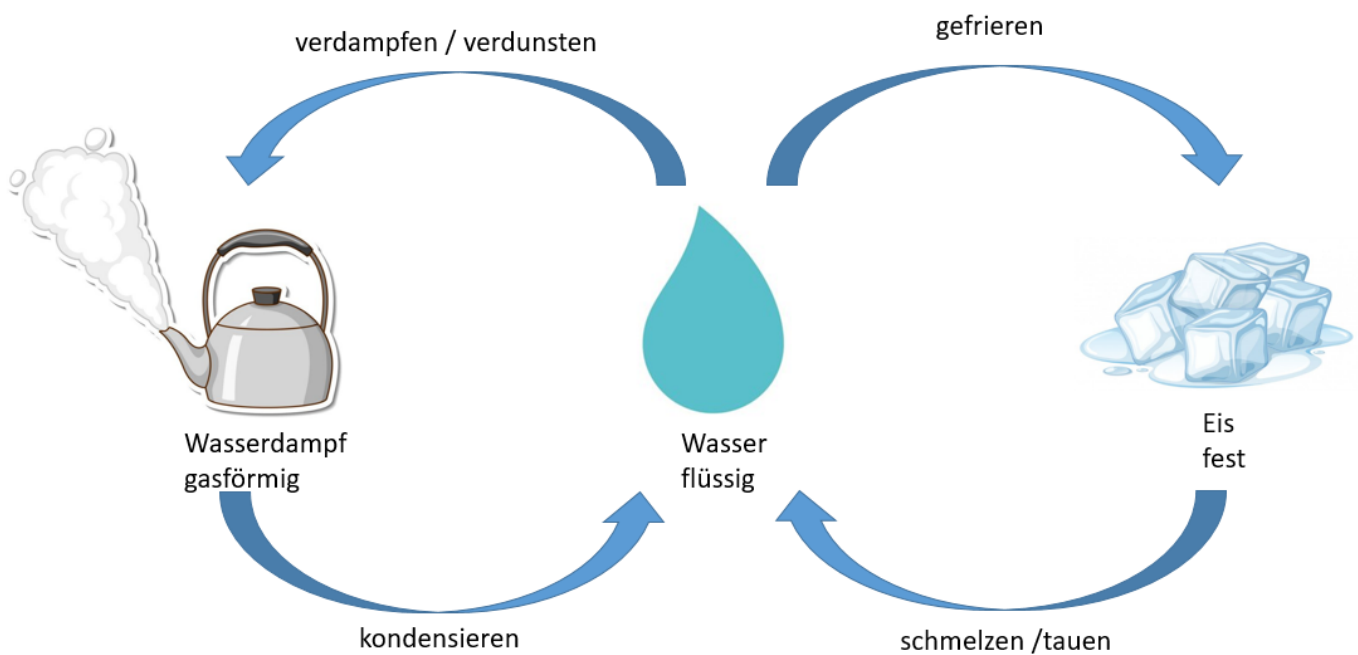 verdampfen / verdunsten
gefrieren
Wasserdampf
gasförmig
Wasser
flüssig
Eis
fest
kondensieren
schmelzen /tauen